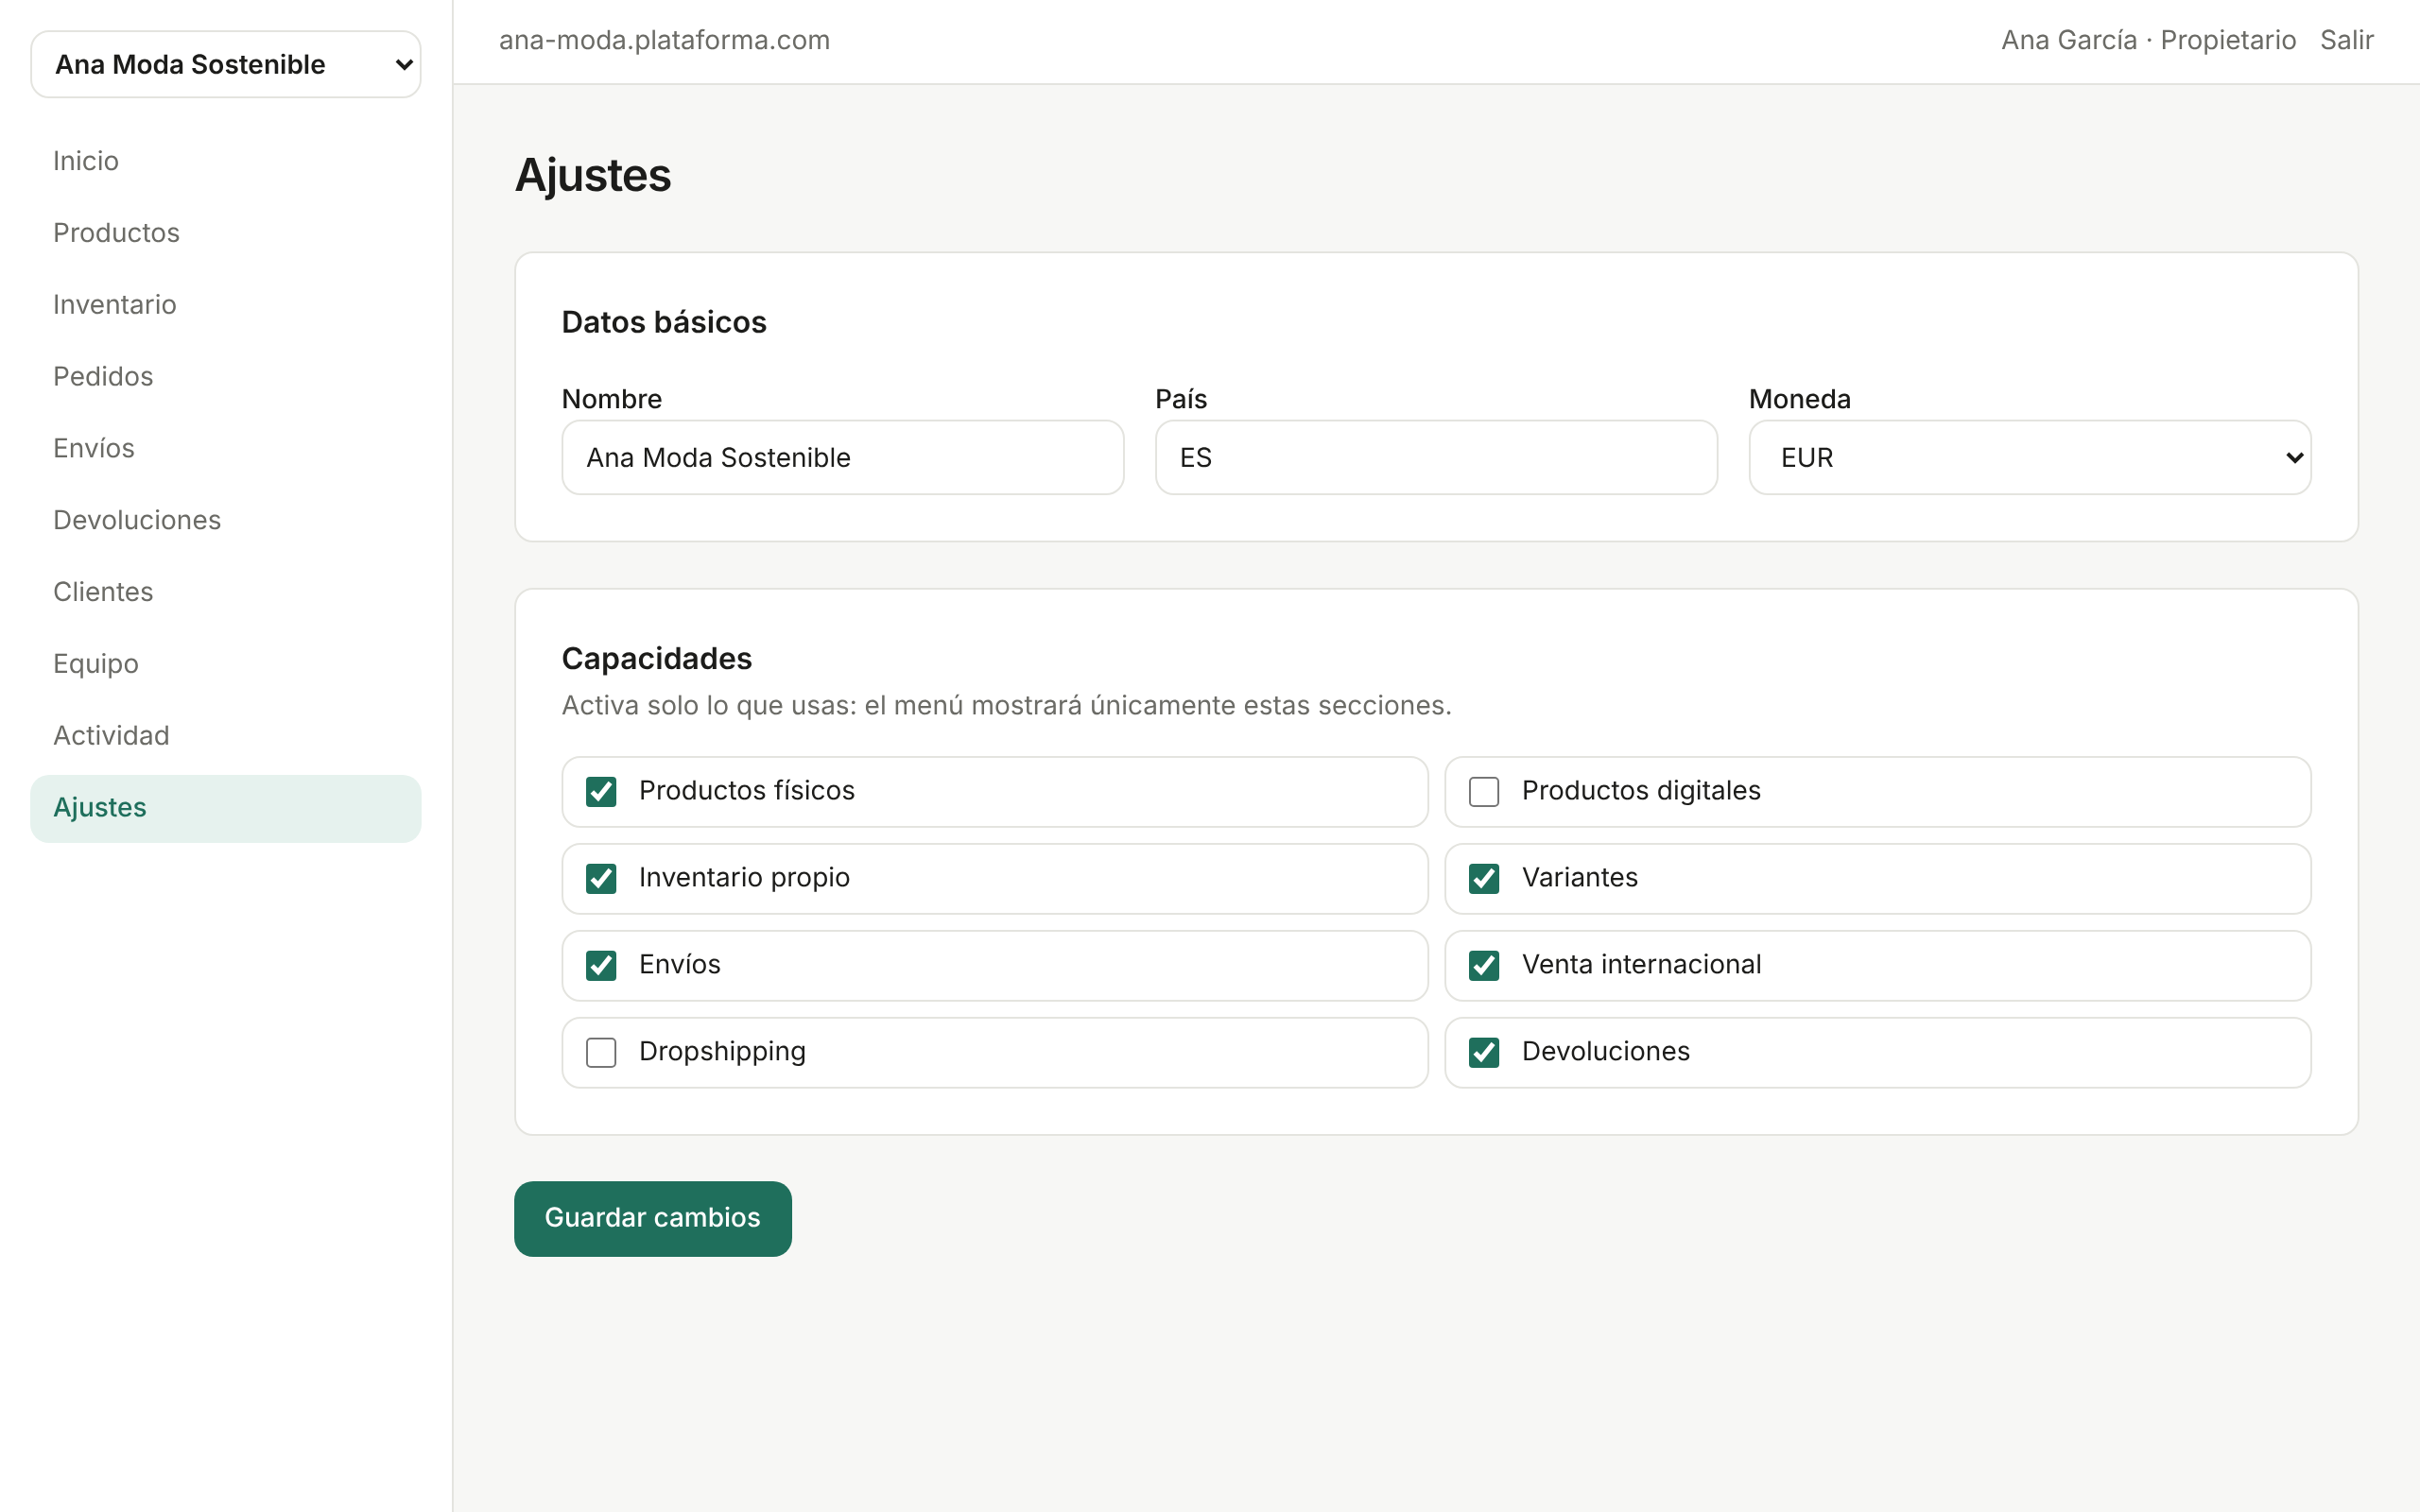 Ana Moda Sostenible
Inicio
Productos
Inventario
Pedidos
Envíos
Devoluciones
Clientes
Equipo
Actividad
Ajustes
ana-moda.plataforma.com
Ana García · Propietario Salir
Ajustes
Datos básicos
Nombre País Moneda
Ana Moda Sostenible ES EUR
Capacidades
Activa solo lo que usas: el menú mostrará únicamente estas secciones.
Productos físicos Productos digitales
Inventario propio Variantes
Envíos Venta internacional
Dropshipping Devoluciones
Guardar cambios